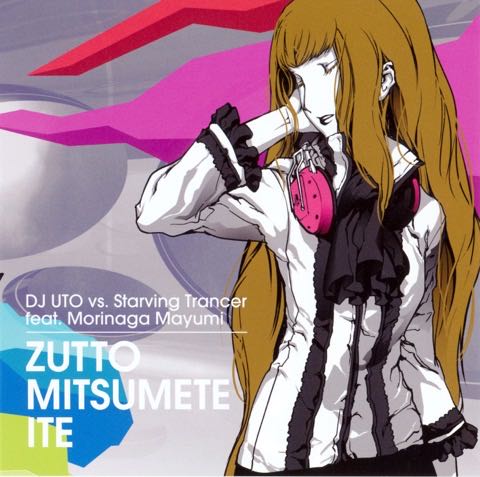 DJ UTO vs. Starving Trancer
feat. Morinaga Mayumi
ZUTTO
MITSUMETE
ITE